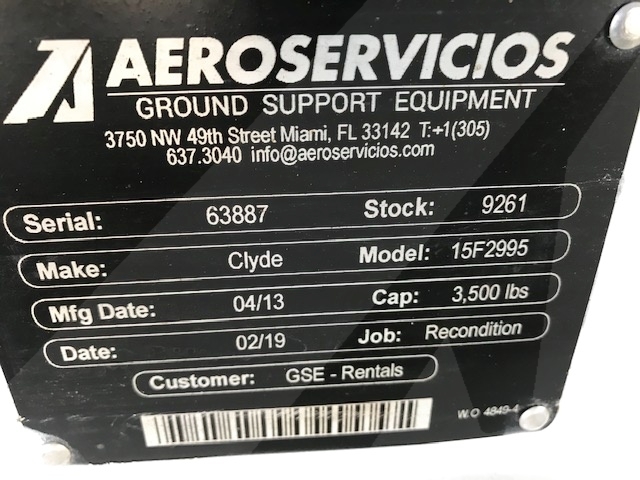 AEROSERVICIOS
GROUND SUPPORT EQUIPMENT
3750 NW 49th Street Miami, FL 33142 T:+1(305)
637.3040 info@aeroservicios.com
Serial: 63887 Stock: 9261
Make: Clyde Model: 15F2995
Mfg Date: 04/13 Cap: 3,500 lbs
Date: 02/19 Job: Recondition
Customer: GSE - Rentals
W.O 4849-4